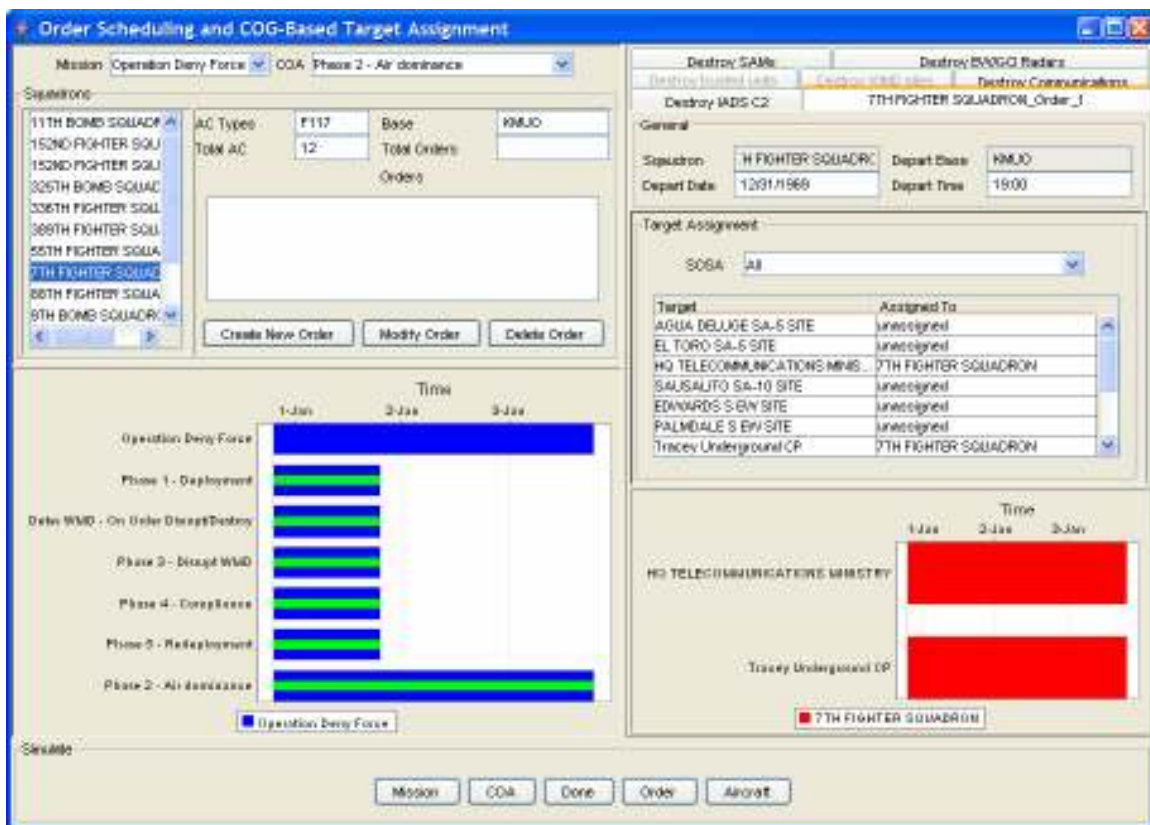 Order Scheduling and COG-Based Target Assignment
Mission Operation Deny Force COA Phase 2 - Air dominance
Squadrons
11TH BOMB SQUADR
152ND FIGHTER SQU
152ND FIGHTER SQU
325TH BOMB SQUAD
336TH FIGHTER SQU
389TH FIGHTER SQU
55TH FIGHTER SQUA
7TH FIGHTER SQUAD
88TH FIGHTER SQUA
9TH BOMB SQUADRO
AC Types F117 Base KMUO
Total AC 12 Total Orders
Orders
Create New Order Modify Order Delete Order
Time
1-Jan 2-Jan 3-Jan
Operation Deny Force
Phase 1 - Deployment
Deter WMD - On Order Disrupt/Destroy
Phase 3 - Disrupt WMD
Phase 4 - Compliance
Phase 5 - Redeployment
Phase 2 - Air dominance
Operation Deny Force
Destroy SAMs Destroy EW/GCI Radars
Destroy Communications
Destroy IADS C2 7TH FIGHTER SQUADRON_Order_1
General
Squadron H FIGHTER SQUADRC Depart Base KMUO
Depart Date 12/31/1969 Depart Time 19:00
Target Assignment
SOSA All
Target Assigned To
AGUA DELUGE SA-5 SITE unassigned
EL TORO SA-5 SITE unassigned
HQ TELECOMMUNICATIONS MINIS... 7TH FIGHTER SQUADRON
SAUSALITO SA-10 SITE unassigned
EDWARDS S EW SITE unassigned
PALMDALE S EW SITE unassigned
Tracey Underground CP 7TH FIGHTER SQUADRON
Time
1-Jan 2-Jan 3-Jan
HQ TELECOMMUNICATIONS MINISTRY
Tracey Underground CP
7TH FIGHTER SQUADRON
Simulate
Mission COA Done Order Aircraft